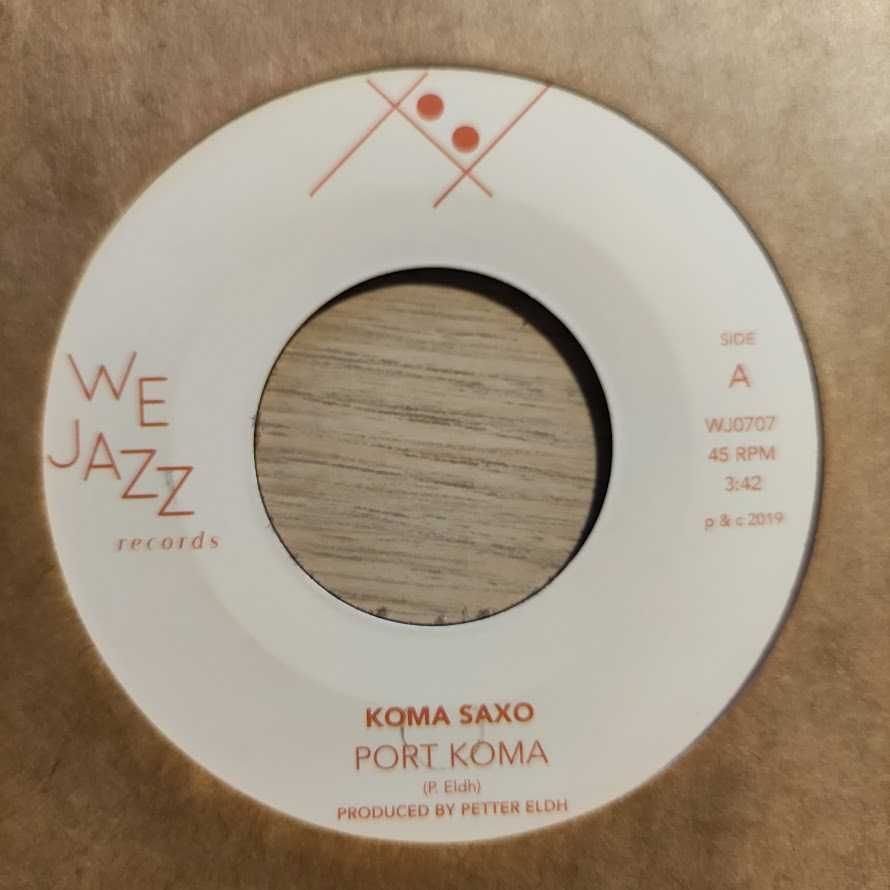 WE
JAZZ
records
SIDE
A
WJ0707
45 RPM
3:42
p & c 2019
KOMA SAXO
PORT KOMA
(P. Eldh)
PRODUCED BY PETTER ELDH